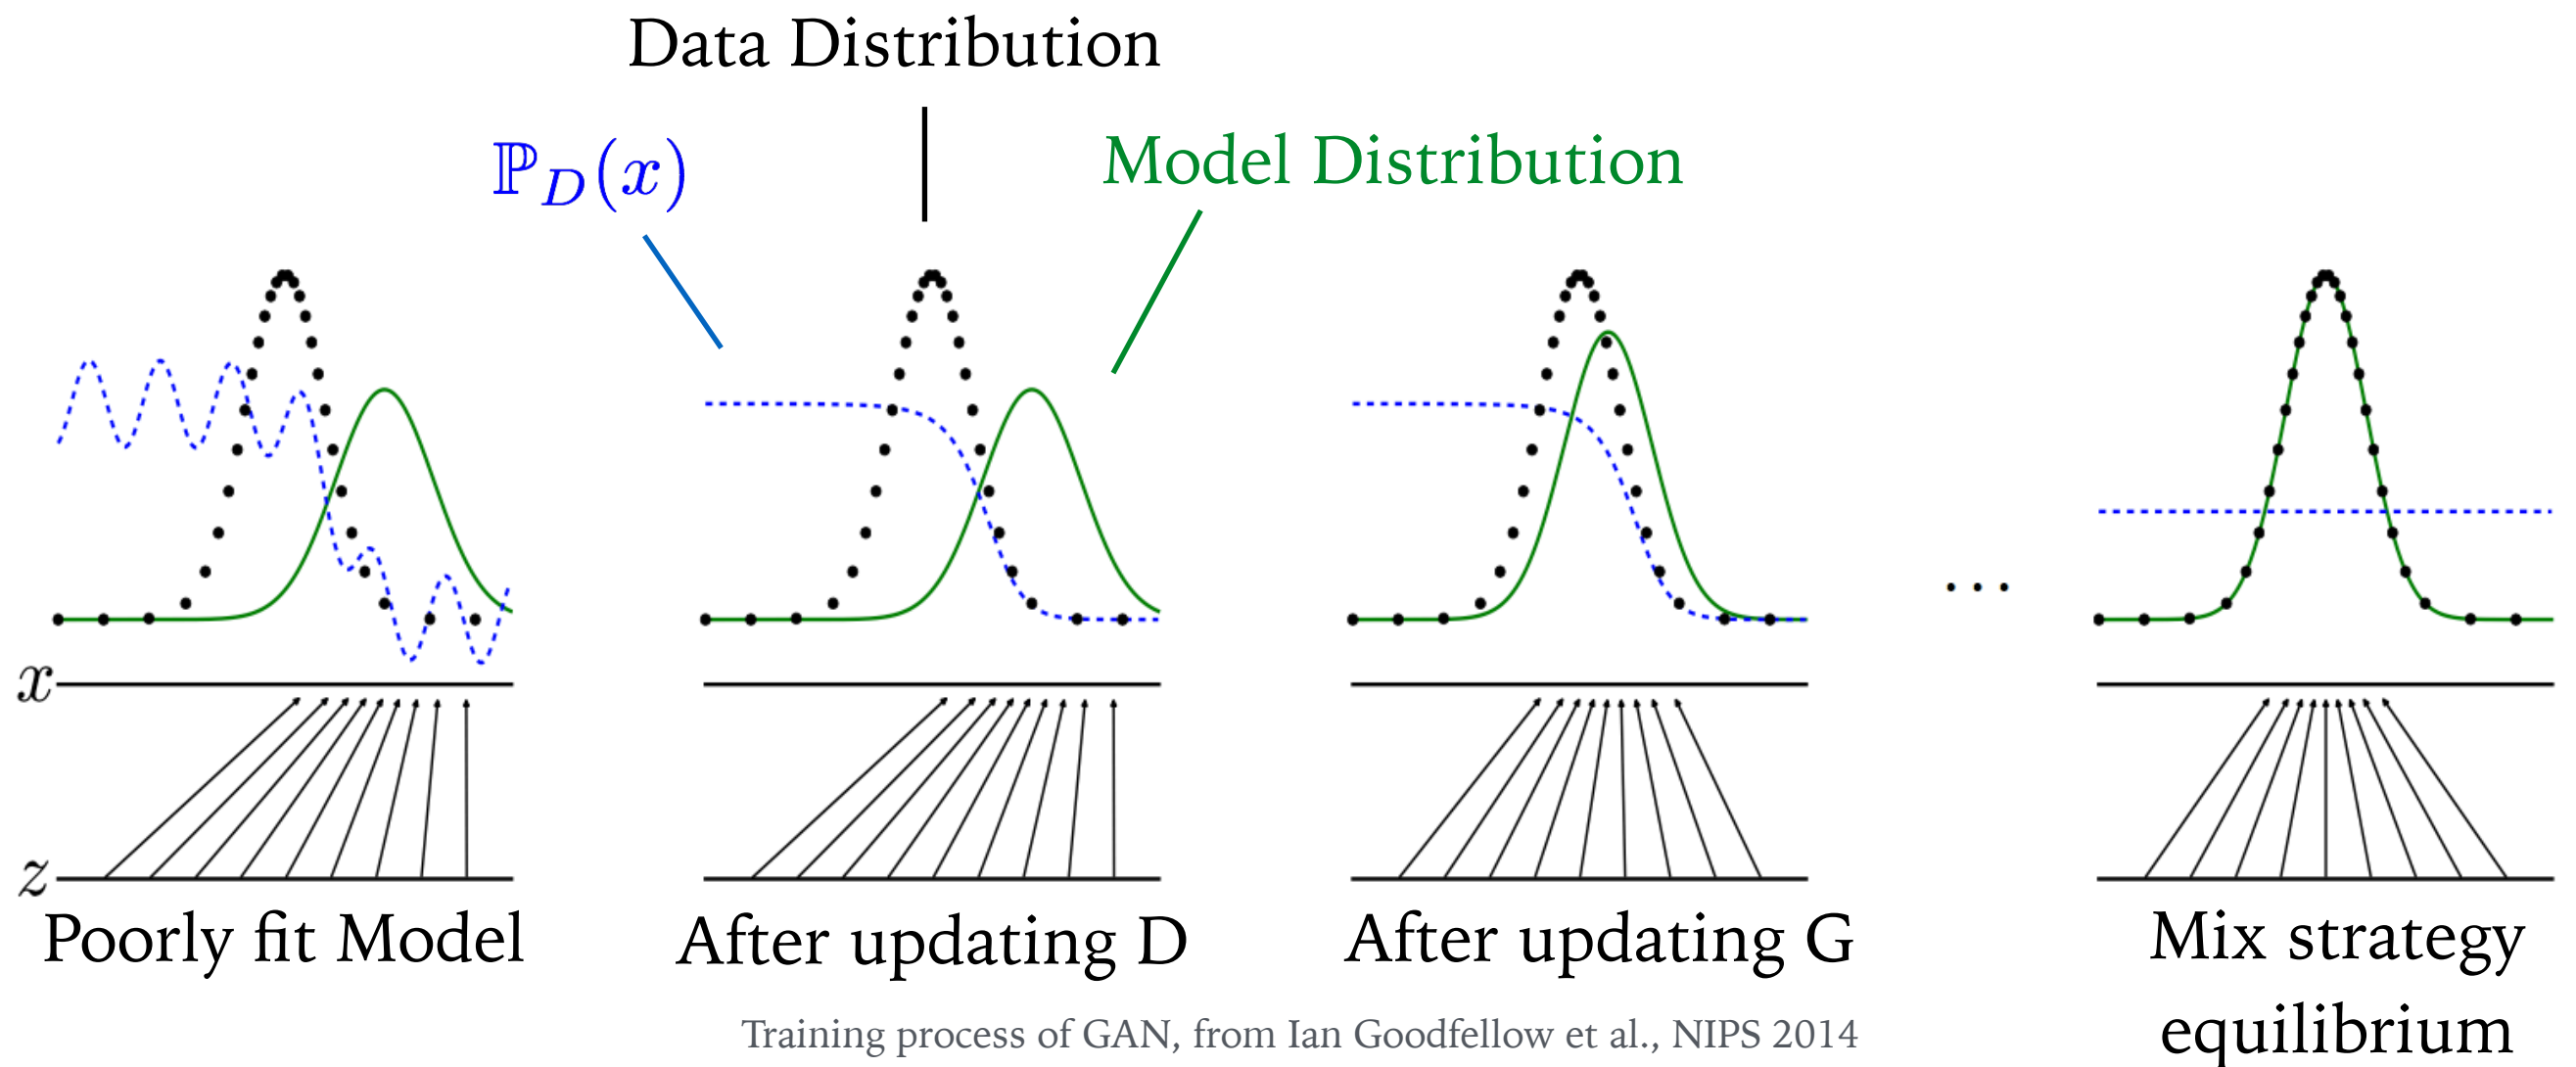 Data Distribution
ℙ_D(x)
Model Distribution
...
x
z
Poorly fit Model
After updating D
After updating G
Mix strategy
equilibrium
Training process of GAN, from Ian Goodfellow et al., NIPS 2014